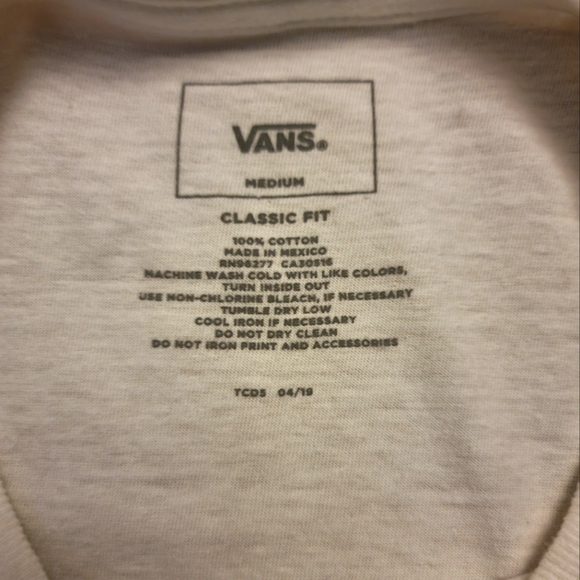 VANS®
MEDIUM
CLASSIC FIT
100% COTTON
MADE IN MEXICO
RN96277 CA30516
MACHINE WASH COLD WITH LIKE COLORS,
TURN INSIDE OUT
USE NON-CHLORINE BLEACH, IF NECESSARY
TUMBLE DRY LOW
COOL IRON IF NECESSARY
DO NOT DRY CLEAN
DO NOT IRON PRINT AND ACCESSORIES
TCDS 04/19